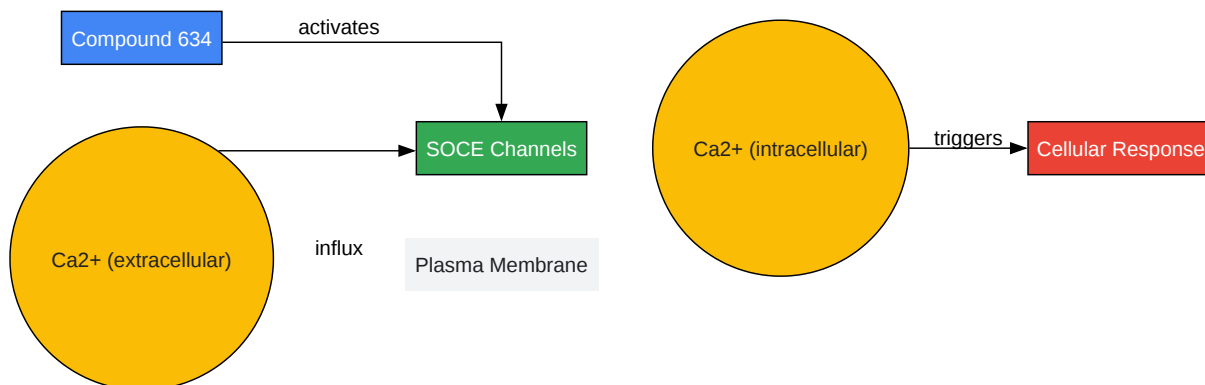 Compound 634
activates
SOCE Channels
Ca2+ (extracellular)
influx
Plasma Membrane
Ca2+ (intracellular)
triggers
Cellular Response